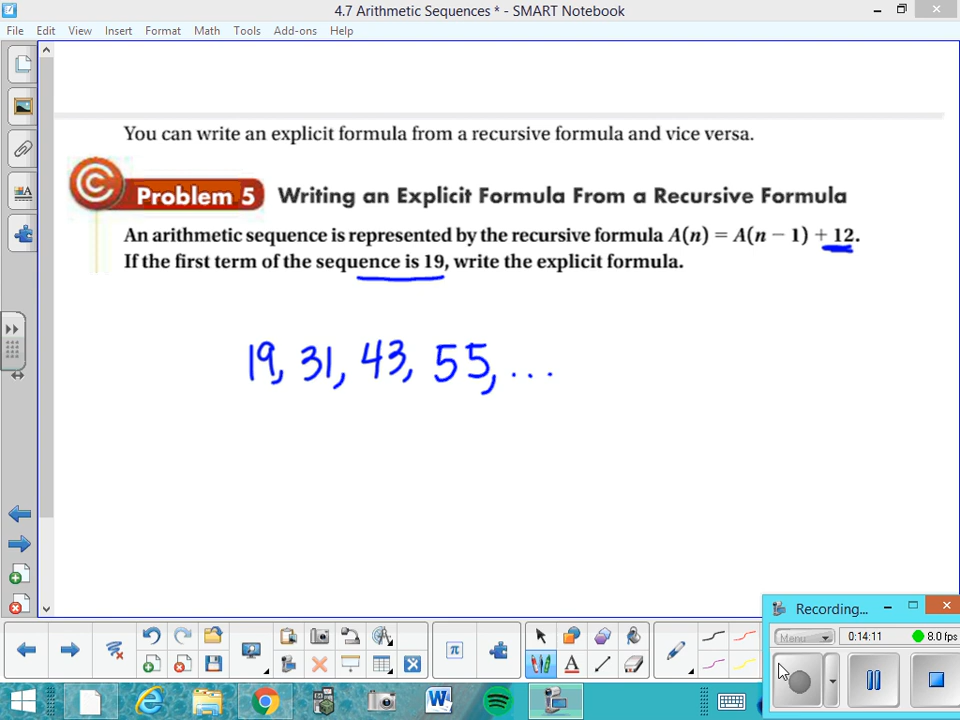 4.7 Arithmetic Sequences * - SMART Notebook
File Edit View Insert Format Math Tools Add-ons Help
You can write an explicit formula from a recursive formula and vice versa.
Problem 5 Writing an Explicit Formula From a Recursive Formula
An arithmetic sequence is represented by the recursive formula A(n) = A(n − 1) + 12.
If the first term of the sequence is 19, write the explicit formula.
19, 31, 43, 55, ...
Recording...
Menu 0:14:11 8.0 fps